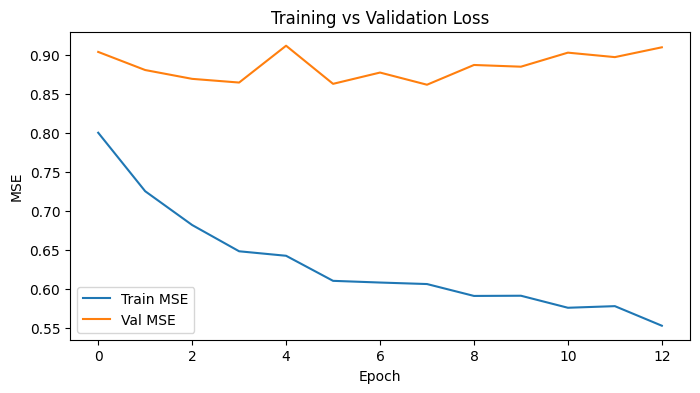 Training vs Validation Loss
0.90
0.85
0.80
0.75
0.70
0.65
0.60
0.55
MSE
Train MSE
Val MSE
0 2 4 6 8 10 12
Epoch